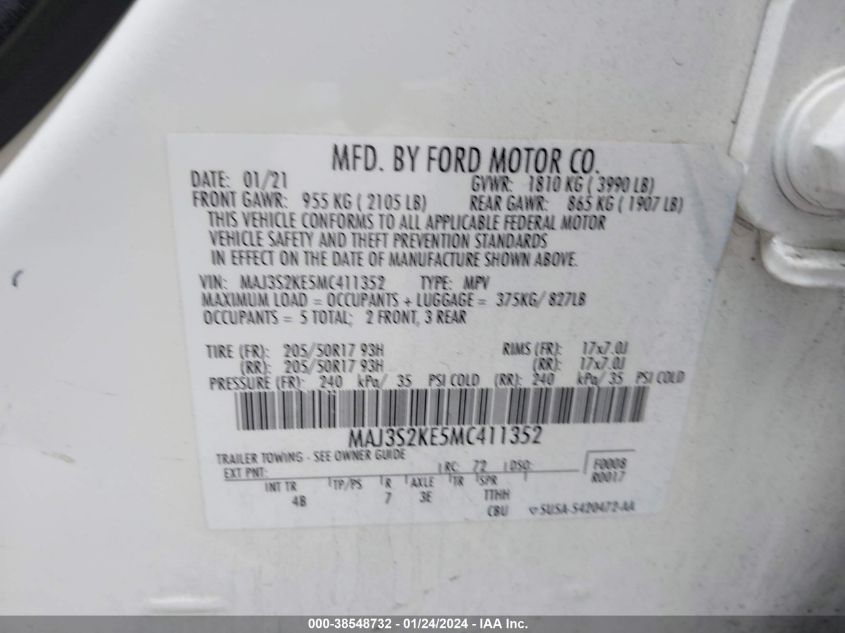 MFD. BY FORD MOTOR CO.
DATE: 01/21 GVWR: 1810 KG ( 3990 LB)
FRONT GAWR: 955 KG ( 2105 LB) REAR GAWR: 865 KG ( 1907 LB)
THIS VEHICLE CONFORMS TO ALL APPLICABLE FEDERAL MOTOR
VEHICLE SAFETY AND THEFT PREVENTION STANDARDS
IN EFFECT ON THE DATE OF MANUFACTURE SHOWN ABOVE.
VIN: MAJ3S2KE5MC411352 TYPE: MPV
MAXIMUM LOAD = OCCUPANTS + LUGGAGE = 375KG/ 827LB
OCCUPANTS = 5 TOTAL; 2 FRONT, 3 REAR
TIRE (FR): 205/50R17 93H RIMS (FR): 17x7.0J
(RR): 205/50R17 93H (RR): 17x7.0J
PRESSURE (FR): 240 kPa/ 35 PSI COLD (RR): 240 kPa/ 35 PSI COLD
MAJ3S2KE5MC411352
TRAILER TOWING - SEE OWNER GUIDE
EXT PNT: RC: 72 DSO: F0008
R0017
INT TR TP/PS R AXLE TR SPR
4B 7 3E TTHH
CBU 5U5A-5420472-AA
000-38548732 - 01/24/2024 - IAA Inc.